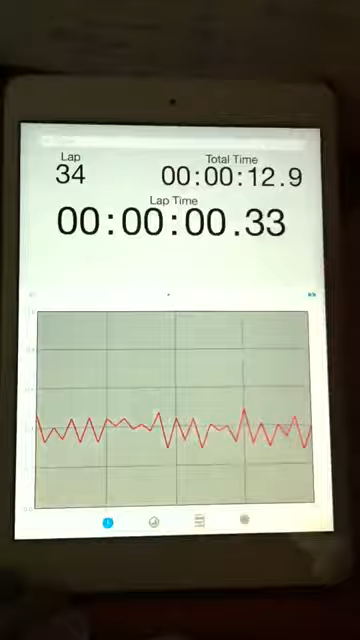 Lap
34
Total Time
00:00:12.9
Lap Time
00:00:00.33